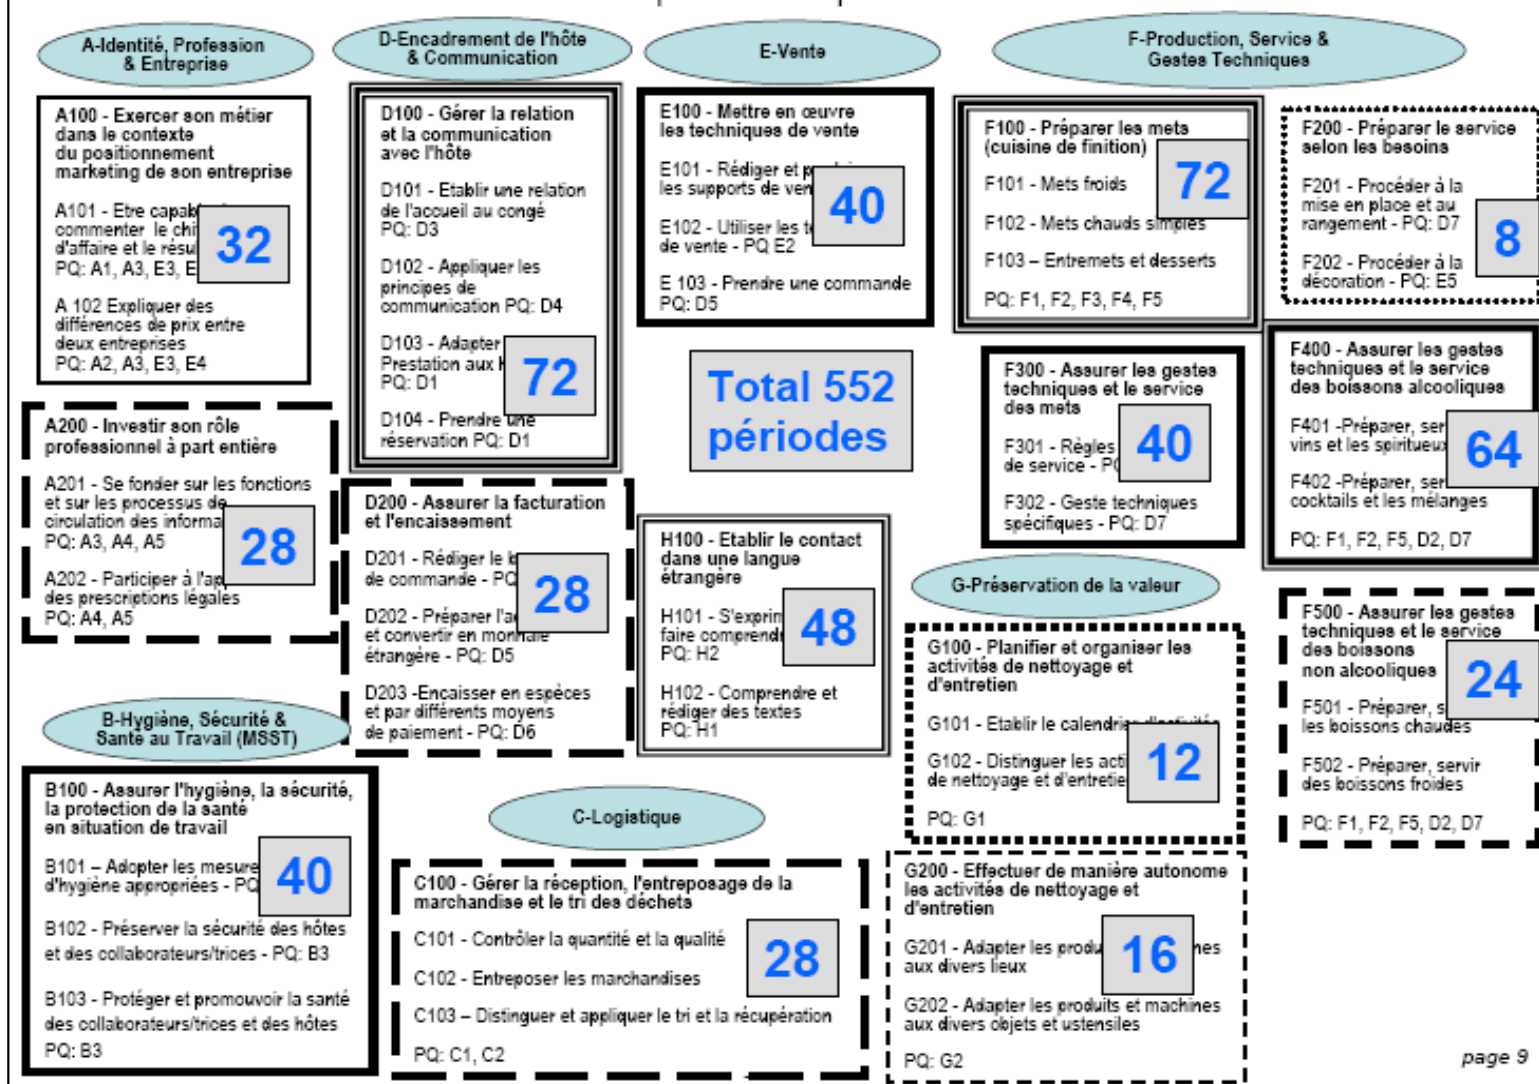 A-Identité, Profession
& Entreprise
A100 - Exercer son métier
dans le contexte
du positionnement
marketing de son entreprise
A101 - Etre
commenter le
d'affaire et le
PQ: A1, A3, E3,
32
A 102 Expliquer des
différences de prix entre
deux entreprises
PQ: A2, A3, E3, E4
A200 - Investir son rôle
professionnel à part entière
A201 - Se fonder sur les fonctions
et sur les processus de
circulation des
PQ: A3, A4, A5
28
A202 - Participer à
des prescriptions légales
PQ: A4, A5
B-Hygiène, Sécurité &
Santé au Travail (MSST)
B100 - Assurer l'hygiène, la sécurité,
la protection de la santé
en situation de travail
B101 – Adopter les
d'hygiène appropriées -
40
B102 - Préserver la sécurité des hôtes
et des collaborateurs/trices - PQ: B3
B103 - Protéger et promouvoir la santé
des collaborateurs/trices et des hôtes
PQ: B3
D-Encadrement de l'hôte
& Communication
D100 - Gérer la relation
et la communication
avec l'hôte
D101 - Etablir une relation
de l'accueil au congé
PQ: D3
D102 - Appliquer les
principes de
communication PQ: D4
D103 - Adapter
Prestation aux
PQ: D1
72
D104 - Prendre une
réservation PQ: D1
D200 - Assurer la facturation
et l'encaissement
D201 - Rédiger le
de commande -
28
D202 - Préparer
et convertir en monnaie
étrangère - PQ: D5
D203 -Encaisser en espèces
et par différents moyens
de paiement - PQ: D6
C-Logistique
C100 - Gérer la réception, l'entreposage de la
marchandise et le tri des déchets
C101 - Contrôler la quantité et la qualité
C102 - Entreposer les marchandises
28
C103 – Distinguer et appliquer le tri et la récupération
PQ: C1, C2
E-Vente
E100 - Mettre en œuvre
les techniques de vente
E101 - Rédiger et
les supports de
40
E102 - Utiliser les
de vente - PQ E2
E 103 - Prendre une commande
PQ: D5
Total 552
périodes
H100 - Etablir le contact
dans une langue
étrangère
H101 -
faire
PQ: H2
48
H102 - Comprendre et
rédiger des textes
PQ: H1
F-Production, Service &
Gestes Techniques
F100 - Préparer les mets
(cuisine de finition)
72
F101 - Mets froids
F102 - Mets chauds simples
F103 – Entremets et desserts
PQ: F1, F2, F3, F4, F5
F200 - Préparer le service
selon les besoins
F201 - Procéder à la
mise en place et au
rangement - PQ: D7
8
F202 - Procéder à la
décoration - PQ: E5
F300 - Assurer les gestes
techniques et le service
des mets
F301 - Règles
de service -
40
F302 - Geste techniques
spécifiques - PQ: D7
F400 - Assurer les gestes
techniques et le service
des boissons alcooliques
F401 -Préparer,
vins et les spiritueux
64
F402 -Préparer,
cocktails et les mélanges
PQ: F1, F2, F5, D2, D7
F500 - Assurer les gestes
techniques et le service
des boissons
non alcooliques
24
F501 - Préparer,
les boissons chaudes
F502 - Préparer, servir
des boissons froides
PQ: F1, F2, F5, D2, D7
G-Préservation de la valeur
G100 - Planifier et organiser les
activités de nettoyage et
d'entretien
G101 - Etablir le calendrier d'activités
G102 - Distinguer les
de nettoyage et
12
PQ: G1
G200 - Effectuer de manière autonome
les activités de nettoyage et
d'entretien
G201 - Adapter les
aux divers lieux
16
G202 - Adapter les produits et machines
aux divers objets et ustensiles
PQ: G2
page 9